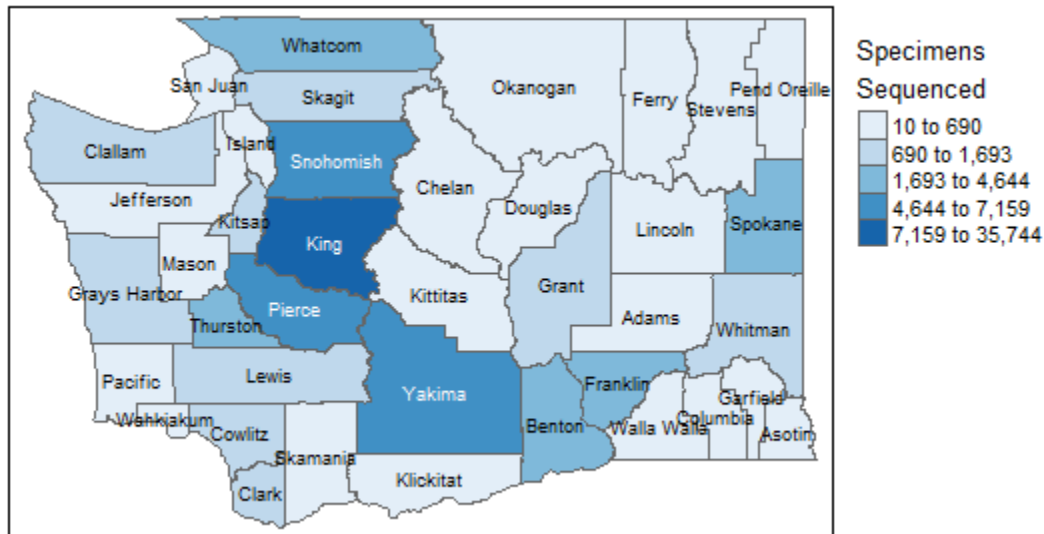 Whatcom
San Juan
Skagit
Okanogan
Ferry
Stevens
Pend Oreille
Clallam
Island
Snohomish
Chelan
Jefferson
Douglas
Kitsap
King
Lincoln
Spokane
Mason
Grays Harbor
Kittitas
Grant
Pierce
Thurston
Adams
Whitman
Pacific
Lewis
Yakima
Franklin
Garfield
Wahkiakum
Cowlitz
Benton
Walla Walla
Columbia
Asotin
Skamania
Klickitat
Clark
Specimens
Sequenced
10 to 690
690 to 1,693
1,693 to 4,644
4,644 to 7,159
7,159 to 35,744